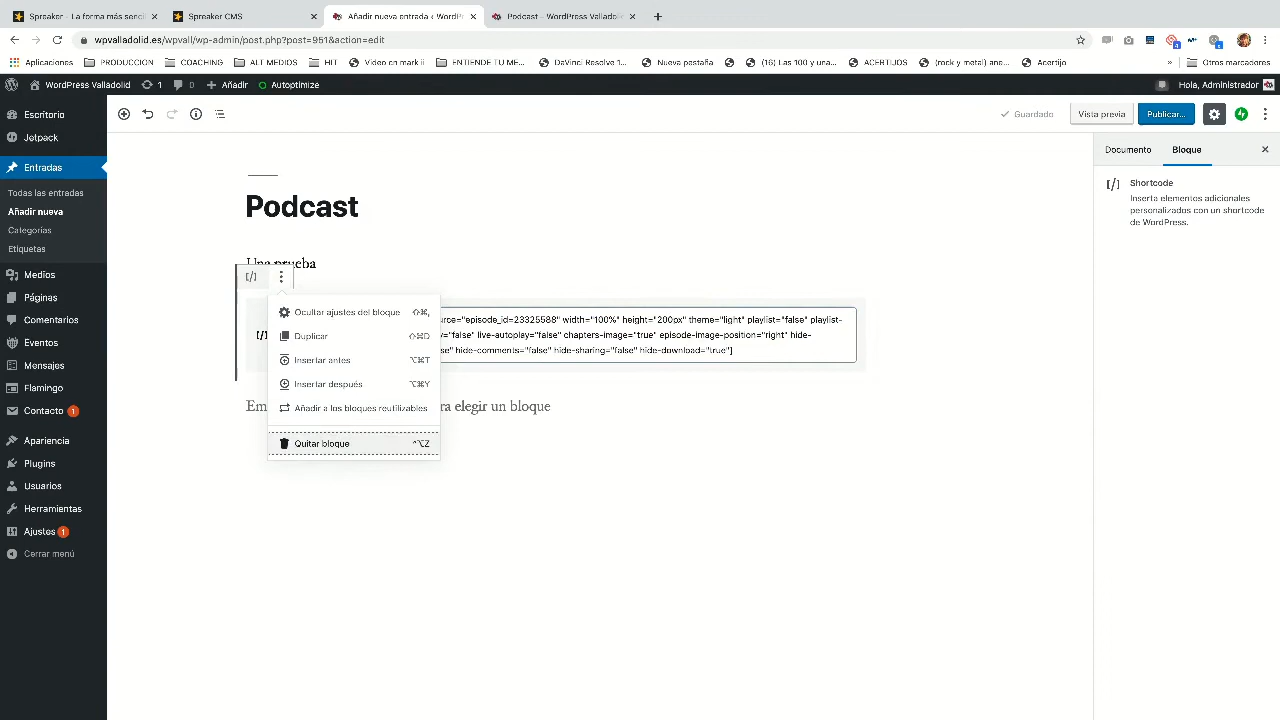 Spreaker - La forma más senci
Spreaker CMS
Añadir nueva entrada ‹ WordPr
Podcast – WordPress Valladolid
wpvalladolid.es/wpvall/wp-admin/post.php?post=951&action=edit
Aplicaciones
PRODUCCION
COACHING
ALT MEDIOS
HIT
Video cn mark ii
ENTIENDE TU ME...
DaVinci Resolve 1...
Nueva pestaña
(16) Las 100 y una...
ACERTIJOS
(rock y metal) ane...
Acertijo
»
Otros marcadores
WordPress Valladolid
1
0
Añadir
Autoptimize
Hola, Administrador
Escritorio
Jetpack
Entradas
Todas las entradas
Añadir nueva
Categorías
Etiquetas
Medios
Páginas
Comentarios
Eventos
Mensajes
Flamingo
Contacto 1
Apariencia
Plugins
Usuarios
Herramientas
Ajustes 1
Cerrar menú
Guardado
Vista previa
Publicar...
Podcast
Una prueba
[/]
Ocultar ajustes del bloque ⇧⌘,
Duplicar ⇧⌘D
Insertar antes ⌥⌘T
Insertar después ⌥⌘Y
Añadir a los bloques reutilizables
Quitar bloque ^⌥Z
[/]
ource="episode_id=23325588" width="100%" height="200px" theme="light" playlist="false" playlist-
="false" live-autoplay="false" chapters-image="true" episode-image-position="right" hide-
se" hide-comments="false" hide-sharing="false" hide-download="true"]
Em
ra elegir un bloque
Documento
Bloque
[/] Shortcode
Inserta elementos adicionales
personalizados con un shortcode
de WordPress.